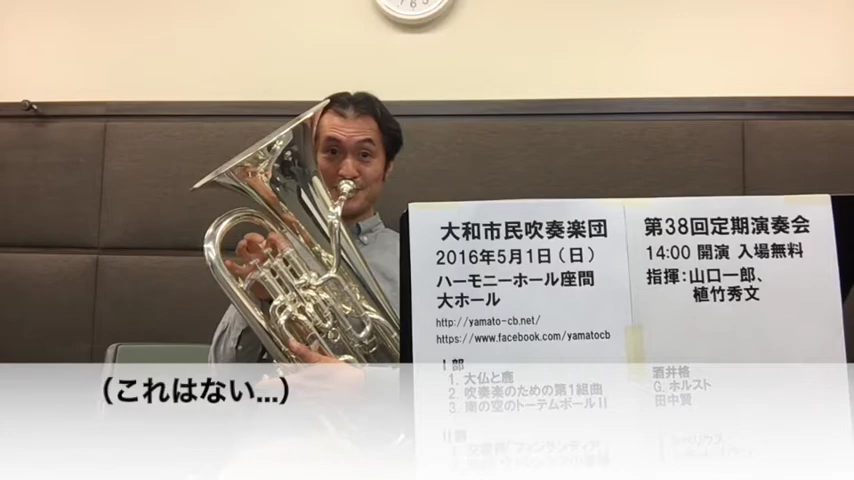 大和市民吹奏楽団
2016年5月1日(日)
ハーモニーホール座間
大ホール
http://yamato-cb.net/
https://www.facebook.com/yamatocb
I部
1. 大仏と鹿
2. 吹奏楽のための第1組曲
3. 南の空のトーテムポールII
II部
第38回定期演奏会
14:00 開演 入場無料
指揮:山口一郎、
植竹秀文
酒井格
G. ホルスト
田中賢
(これはない...)